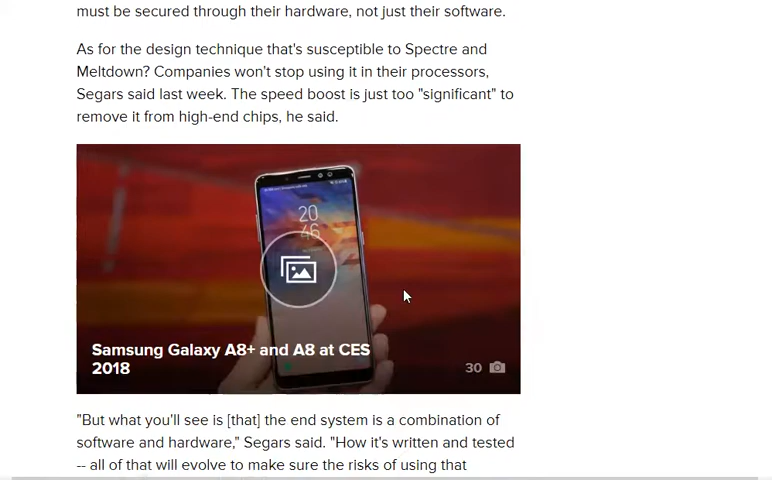 must be secured through their hardware, not just their software.
As for the design technique that's susceptible to Spectre and
Meltdown? Companies won't stop using it in their processors,
Segars said last week. The speed boost is just too "significant" to
remove it from high-end chips, he said.
20
46
Samsung Galaxy A8+ and A8 at CES
2018
30
"But what you'll see is [that] the end system is a combination of
software and hardware," Segars said. "How it's written and tested
-- all of that will evolve to make sure the risks of using that